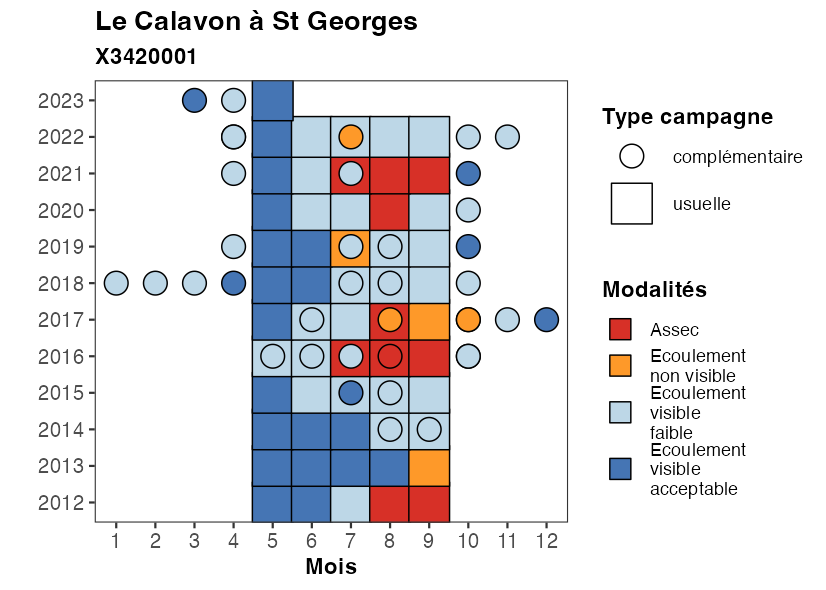 Le Calavon à St Georges
X3420001
2023
2022
2021
2020
2019
2018
2017
2016
2015
2014
2013
2012
1 2 3 4 5 6 7 8 9 10 11 12
Mois
Type campagne
complémentaire
usuelle
Modalités
Assec
Ecoulement
non visible
Ecoulement
visible
faible
Ecoulement
visible
acceptable